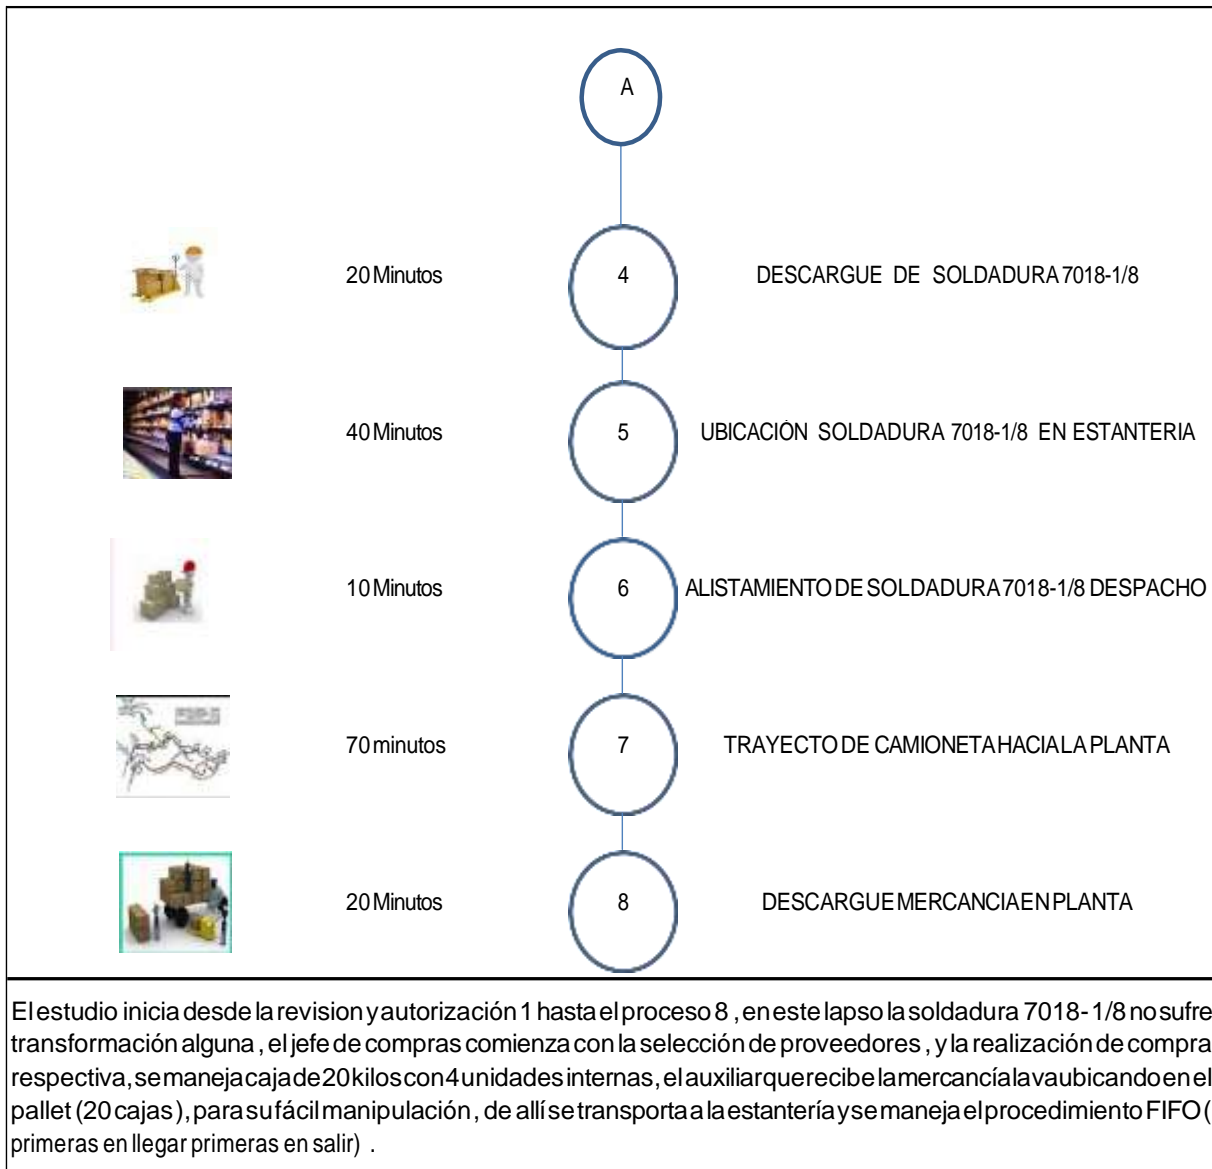 A
20 Minutos 4 DESCARGUE DE SOLDADURA 7018-1/8
40 Minutos 5 UBICACIÓN SOLDADURA 7018-1/8 EN ESTANTERIA
10 Minutos 6 ALISTAMIENTO DE SOLDADURA 7018-1/8 DESPACHO
70 minutos 7 TRAYECTO DE CAMIONETA HACIA LA PLANTA
20 Minutos 8 DESCARGUE MERCANCIA EN PLANTA
El estudio inicia desde la revision y autorización 1 hasta el proceso 8 , en este lapso la soldadura 7018- 1/8 no sufre
transformación alguna , el jefe de compras comienza con la selección de proveedores , y la realización de compra
respectiva, se maneja caja de 20 kilos con 4 unidades internas, el auxiliar que recibe la mercancía la va ubicando en el
pallet (20 cajas ), para su fácil manipulación , de allí se transporta a la estantería y se maneja el procedimiento FIFO (
primeras en llegar primeras en salir) .